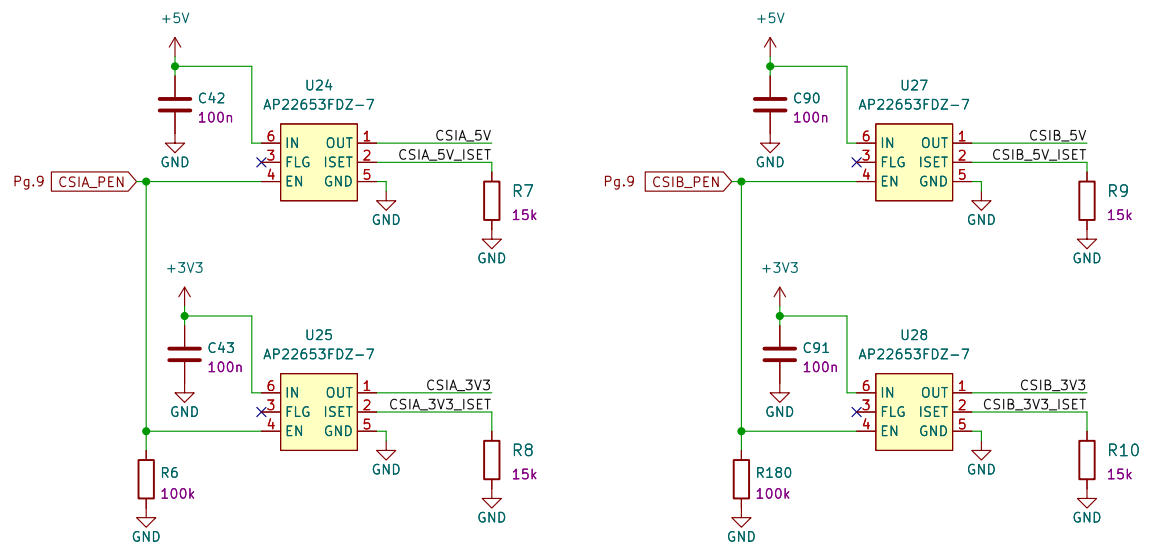 +5V
C42
100n
GND
U24
AP22653FDZ-7
6 IN OUT 1
3 FLG ISET 2
4 EN GND 5
CSIA_5V
CSIA_5V_ISET
Pg.9 CSIA_PEN
GND
R7
15k
GND
+3V3
C43
100n
GND
U25
AP22653FDZ-7
6 IN OUT 1
3 FLG ISET 2
4 EN GND 5
CSIA_3V3
CSIA_3V3_ISET
GND
R8
15k
GND
R6
100k
GND
+5V
C90
100n
GND
U27
AP22653FDZ-7
6 IN OUT 1
3 FLG ISET 2
4 EN GND 5
CSIB_5V
CSIB_5V_ISET
Pg.9 CSIB_PEN
GND
R9
15k
GND
+3V3
C91
100n
GND
U28
AP22653FDZ-7
6 IN OUT 1
3 FLG ISET 2
4 EN GND 5
CSIB_3V3
CSIB_3V3_ISET
GND
R10
15k
GND
R180
100k
GND